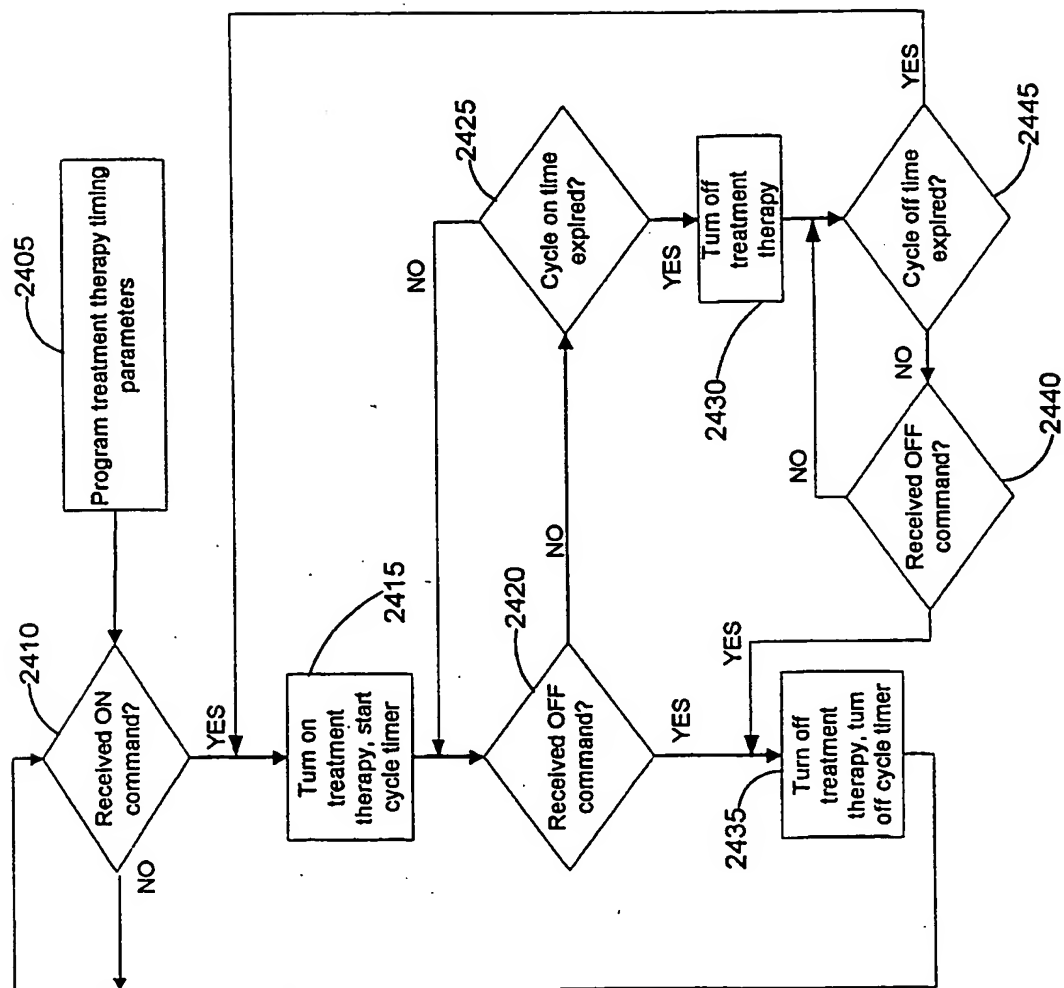 2405
Program treatment therapy timing
parameters
2410
Received ON
command?
NO
YES
2415
Turn on
treatment
therapy, start
cycle timer
NO
2420
Received OFF
command?
NO
YES
2425
Cycle on time
expired?
YES
2430
Turn off
treatment
therapy
2435
Turn off
treatment
therapy, turn
off cycle timer
YES
2440
Received OFF
command?
NO
NO
2445
Cycle off time
expired?
YES